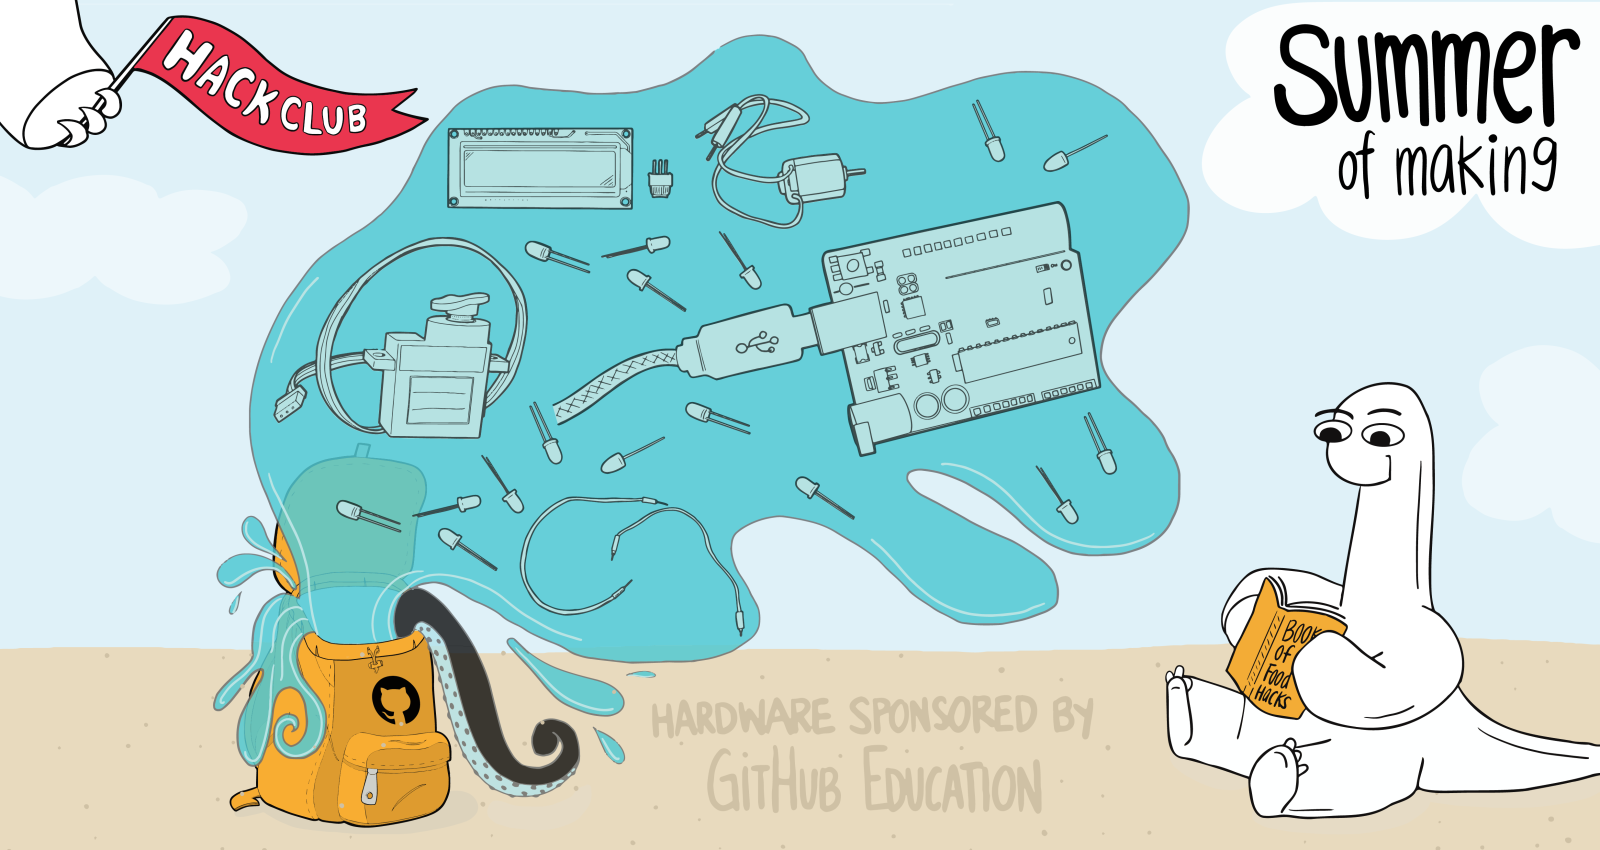 HACK CLUB
Summer
of making
BOOK
of
Food
Hacks
HARDWARE SPONSORED BY
GITHUB EDUCATION